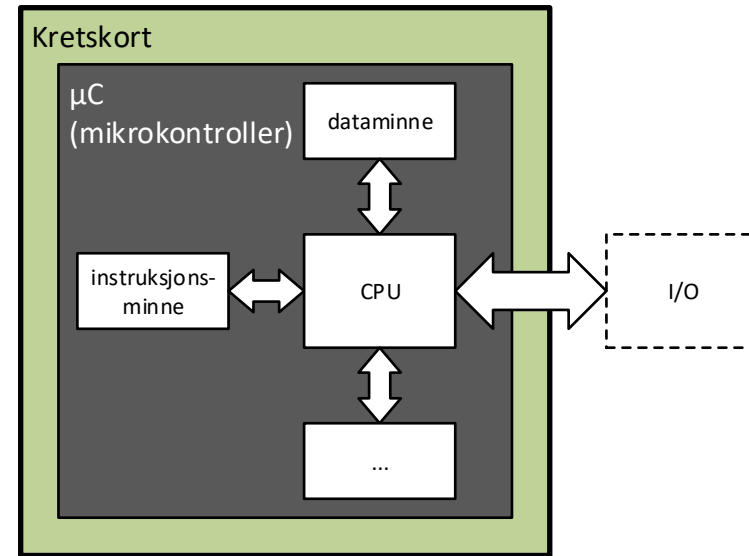 Kretskort
µC
(mikrokontroller)
dataminne
instruksjons-
minne
CPU
I/O
...